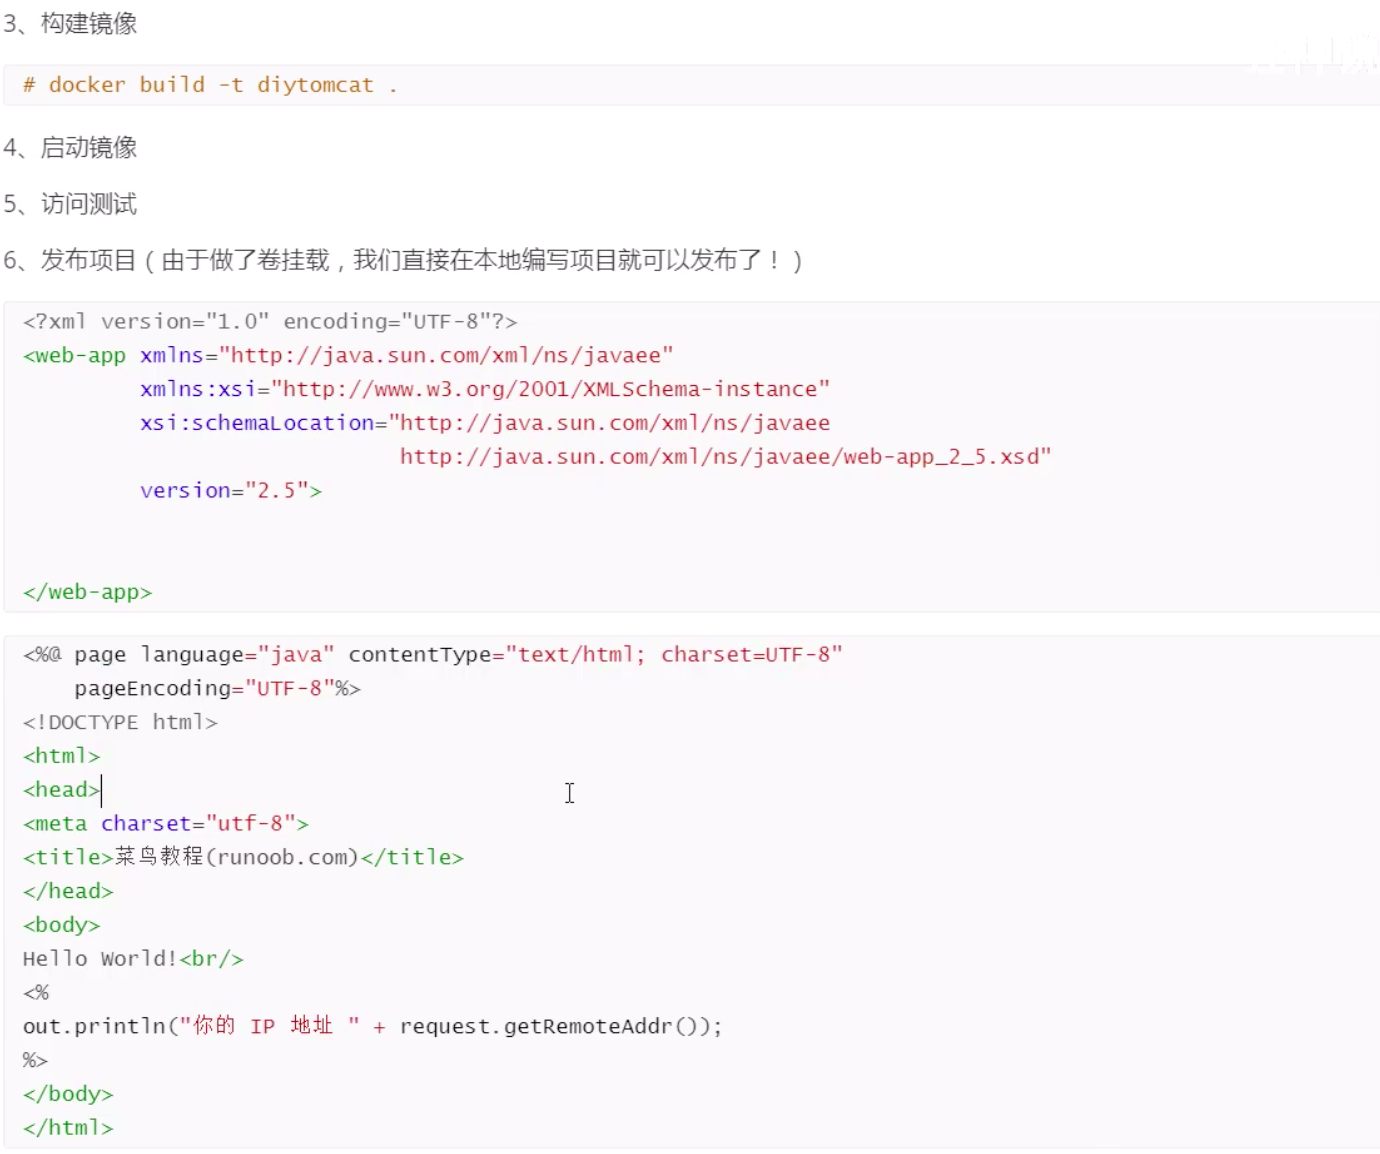 3、构建镜像
# docker build -t diytomcat .
4、启动镜像
5、访问测试
6、发布项目（由于做了卷挂载，我们直接在本地编写项目就可以发布了！）
<?xml version="1.0" encoding="UTF-8"?>
<web-app xmlns="http://java.sun.com/xml/ns/javaee"
         xmlns:xsi="http://www.w3.org/2001/XMLSchema-instance"
         xsi:schemaLocation="http://java.sun.com/xml/ns/javaee
                             http://java.sun.com/xml/ns/javaee/web-app_2_5.xsd"
         version="2.5">
</web-app>
<%@ page language="java" contentType="text/html; charset=UTF-8"
    pageEncoding="UTF-8"%>
<!DOCTYPE html>
<html>
<head>
<meta charset="utf-8">
<title>菜鸟教程(runoob.com)</title>
</head>
<body>
Hello World!<br/>
<%
out.println("你的 IP 地址 " + request.getRemoteAddr());
%>
</body>
</html>